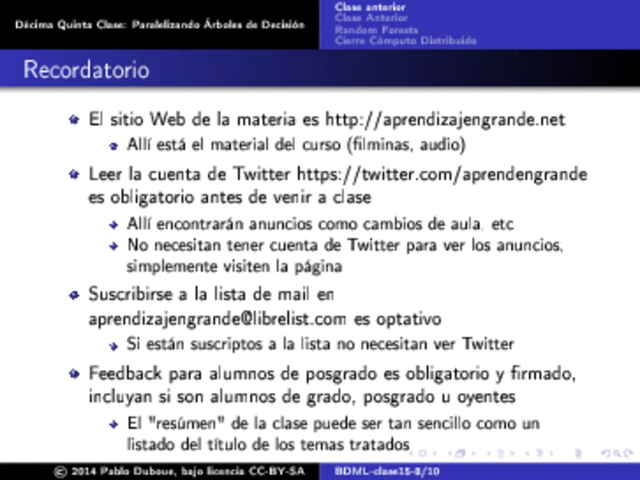 Décima Quinta Clase: Paralelizando Árboles de Decisión
Clase anterior
Clase Anterior
Random Forests
Cierre Cómputo Distribuido
Recordatorio
El sitio Web de la materia es http://aprendizajengrande.net
Allí está el material del curso (filminas, audio)
Leer la cuenta de Twitter https://twitter.com/aprendengrande
es obligatorio antes de venir a clase
Allí encontrarán anuncios como cambios de aula, etc
No necesitan tener cuenta de Twitter para ver los anuncios,
simplemente visiten la página
Suscribirse a la lista de mail en
aprendizajengrande@librelist.com es optativo
Si están suscriptos a la lista no necesitan ver Twitter
Feedback para alumnos de posgrado es obligatorio y firmado,
incluyan si son alumnos de grado, posgrado u oyentes
El "resúmen" de la clase puede ser tan sencillo como un
listado del título de los temas tratados
© 2014 Pablo Duboue, bajo licencia CC-BY-SA
BDML-clase15-8/10